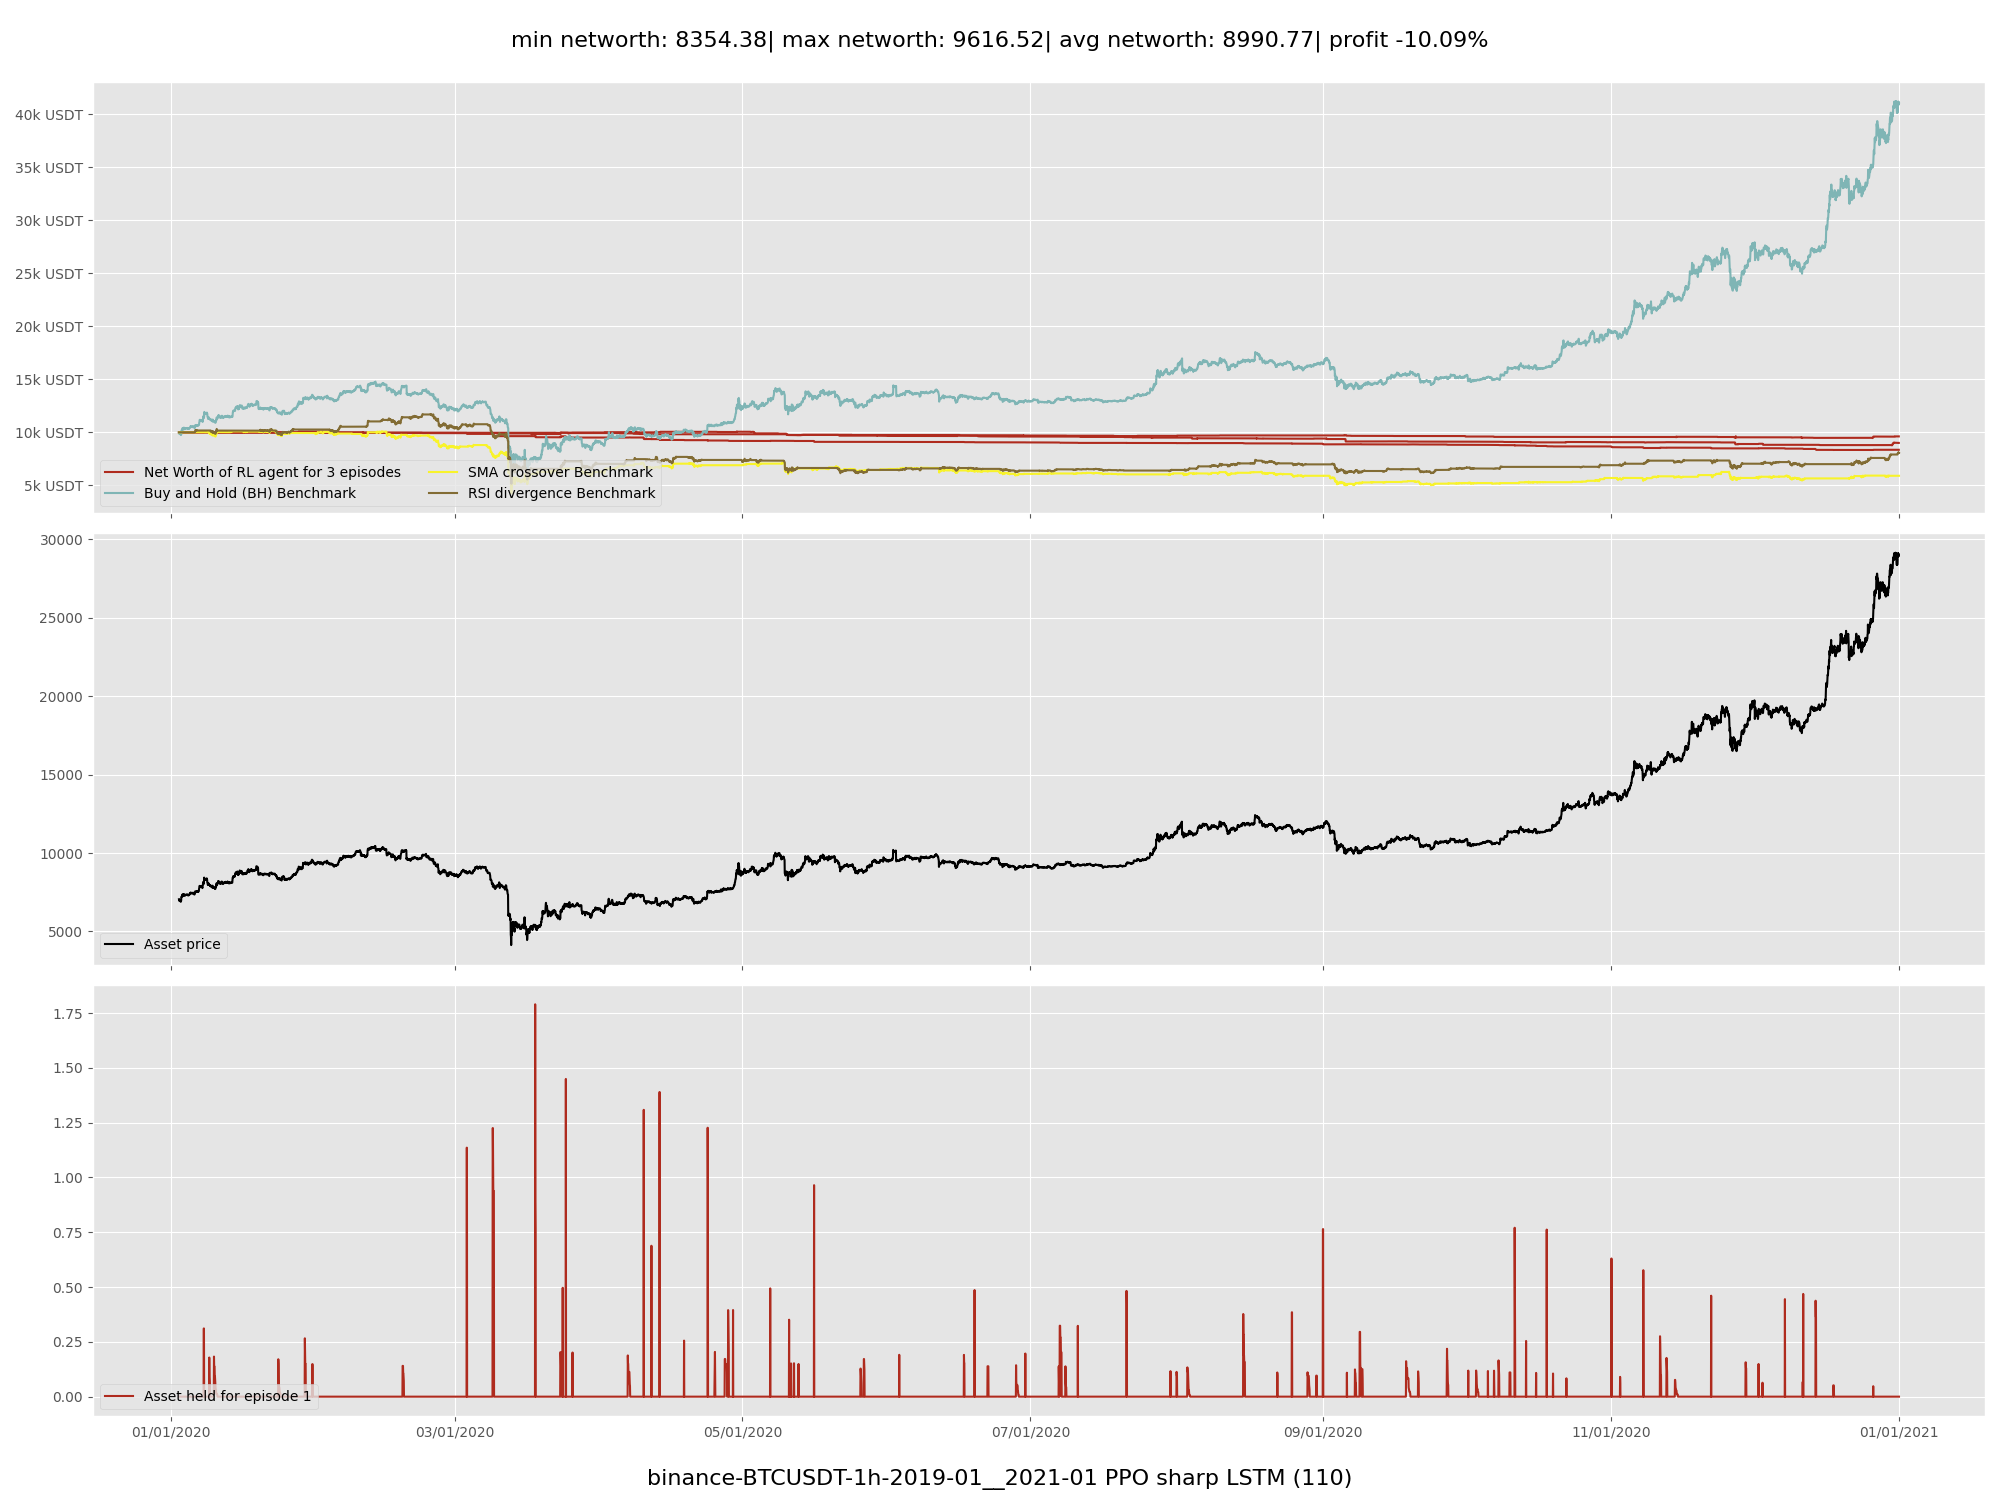 min networth: 8354.38| max networth: 9616.52| avg networth: 8990.77| profit -10.09%
40k USDT
35k USDT
30k USDT
25k USDT
20k USDT
15k USDT
10k USDT
5k USDT
Net Worth of RL agent for 3 episodes
Buy and Hold (BH) Benchmark
SMA crossover Benchmark
RSI divergence Benchmark
30000
25000
20000
15000
10000
5000
Asset price
1.75
1.50
1.25
1.00
0.75
0.50
0.25
0.00
Asset held for episode 1
01/01/2020 03/01/2020 05/01/2020 07/01/2020 09/01/2020 11/01/2020 01/01/2021
binance-BTCUSDT-1h-2019-01__2021-01 PPO sharp LSTM (110)